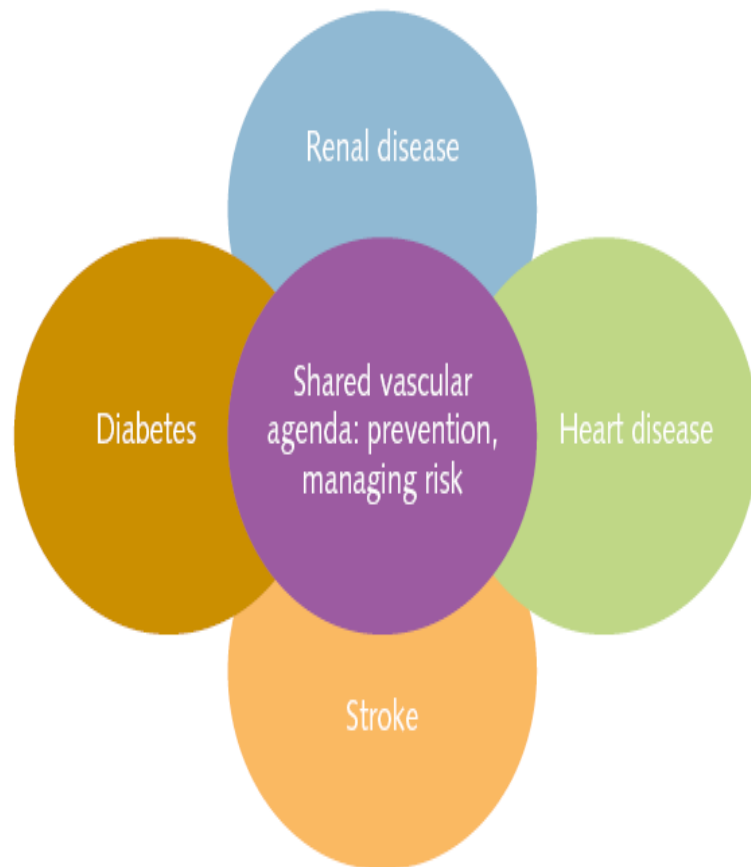 Renal disease
Diabetes
Shared vascular
agenda: prevention,
managing risk
Heart disease
Stroke